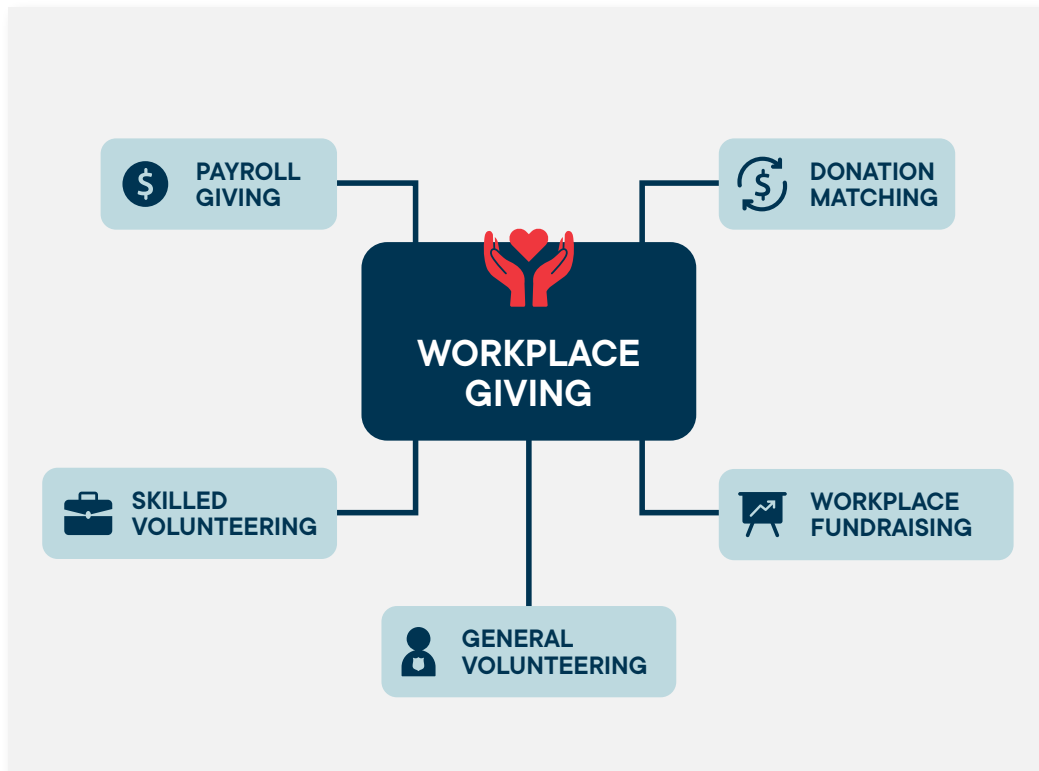 PAYROLL
GIVING
DONATION
MATCHING
WORKPLACE
GIVING
SKILLED
VOLUNTEERING
WORKPLACE
FUNDRAISING
GENERAL
VOLUNTEERING